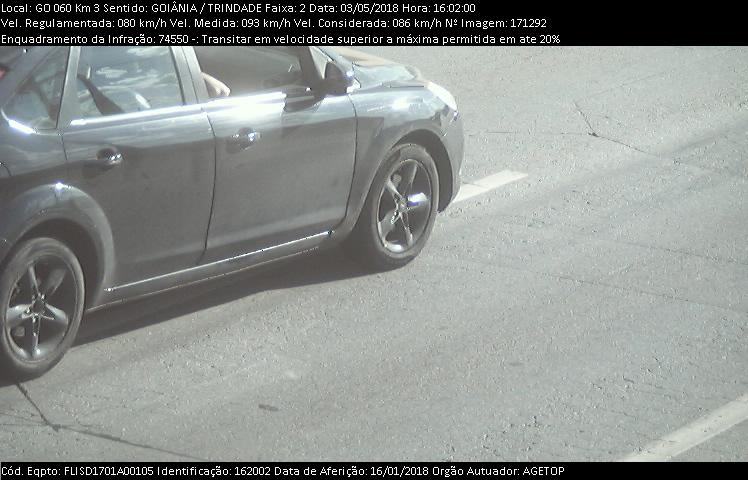 Local: GO 060 Km 3 Sentido: GOIÂNIA / TRINDADE Faixa: 2 Data: 03/05/2018 Hora: 16:02:00
Vel. Regulamentada: 080 km/h Vel. Medida: 093 km/h Vel. Considerada: 086 km/h Nº Imagem: 171292
Enquadramento da Infração: 74550 -: Transitar em velocidade superior a máxima permitida em ate 20%
Cód. Eqpto: FLISD1701A00105 Identificação: 162002 Data de Aferição: 16/01/2018 Orgão Autuador: AGETOP